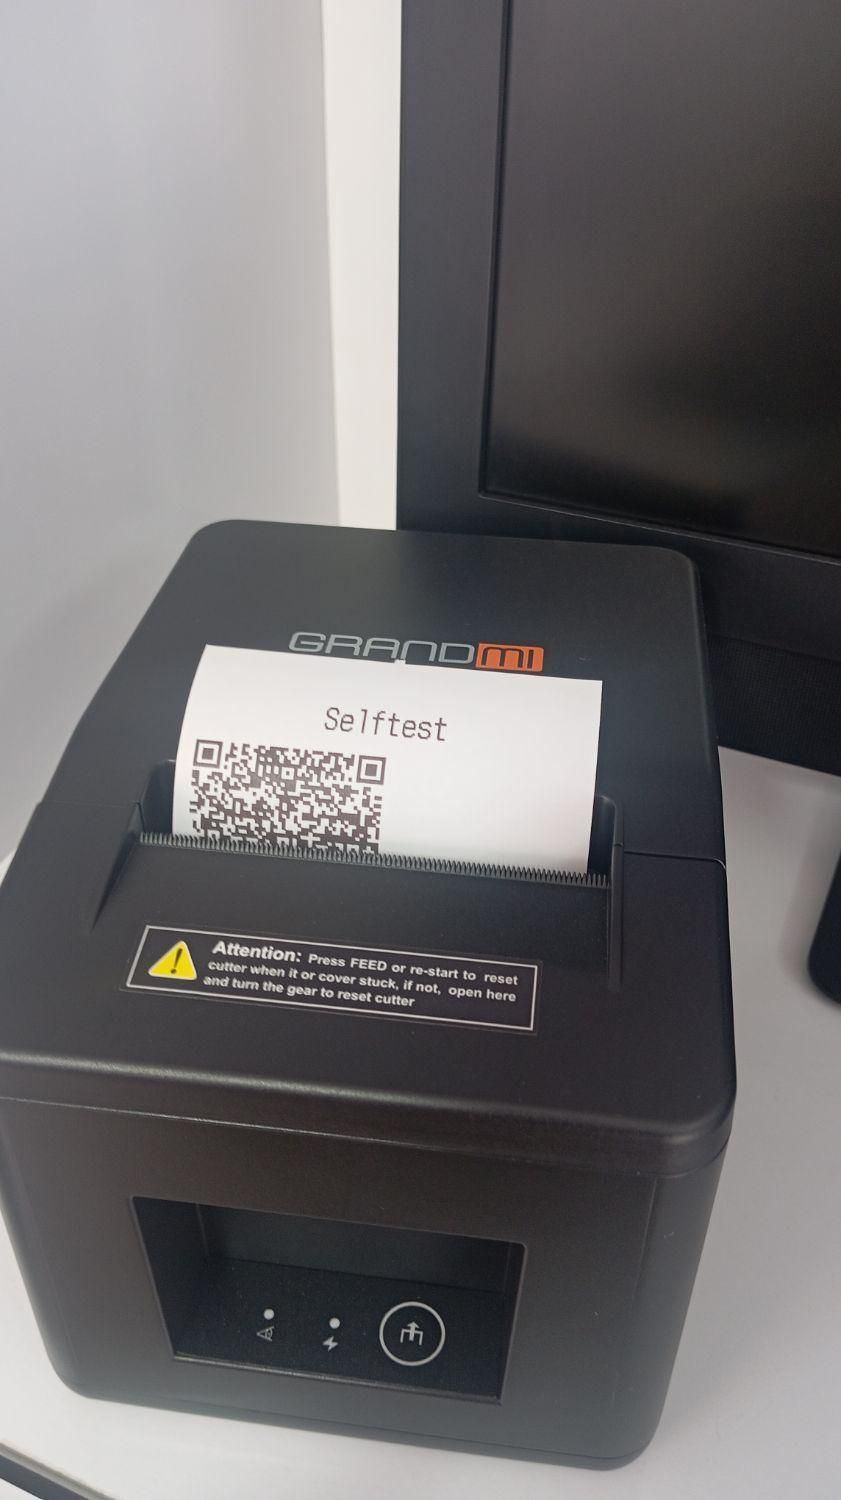 GRANDMI
Selftest
Attention: Press FEED or re-start to reset
cutter when it or cover stuck, if not, open here
and turn the gear to reset cutter